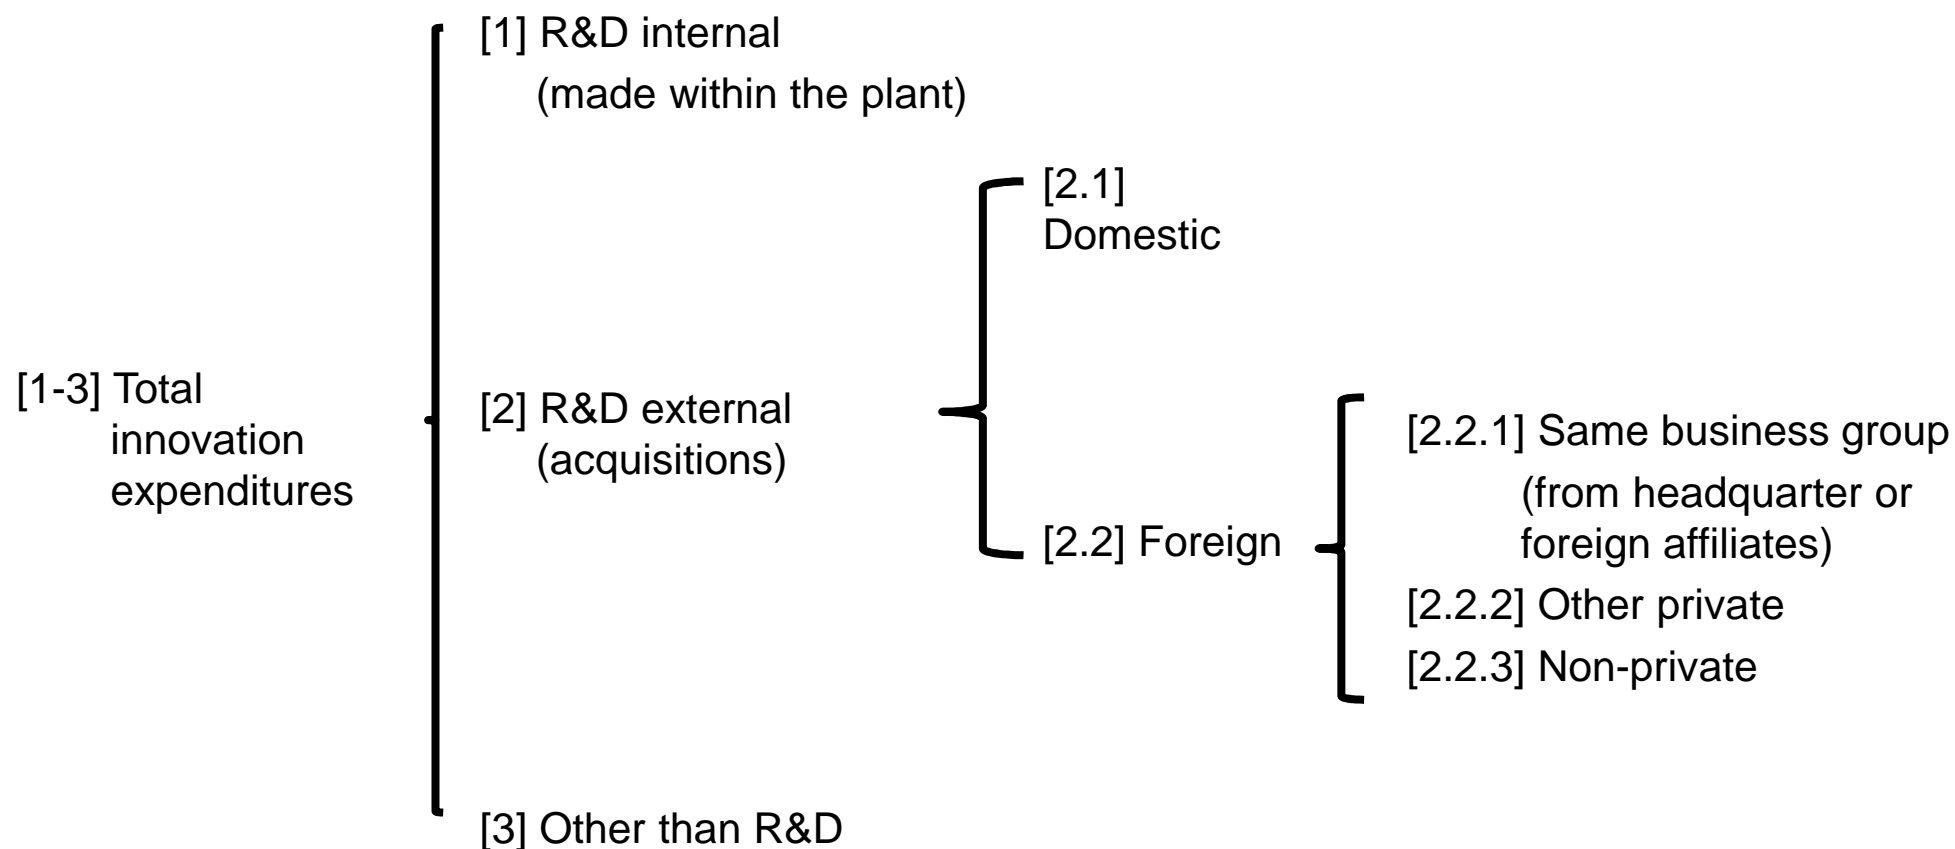 [1] R&D internal
(made within the plant)
[2.1]
Domestic
[1-3] Total
innovation
expenditures
[2] R&D external
(acquisitions)
[2.2] Foreign
[2.2.1] Same business group
(from headquarter or
foreign affiliates)
[2.2.2] Other private
[2.2.3] Non-private
[3] Other than R&D